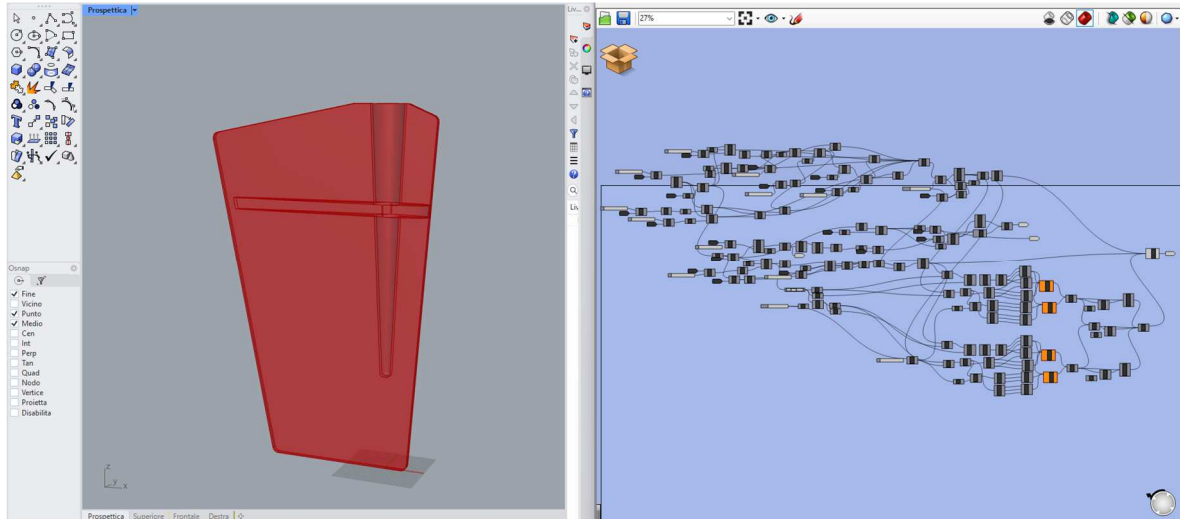 Prospettica
Liv...
27%
Liv
Osnap
Fine
Vicino
Punto
Medio
Cen
Int
Perp
Tan
Quad
Nodo
Vertice
Proietta
Disabilita
z
y
x
Prospettica Superiore Frontale Destra